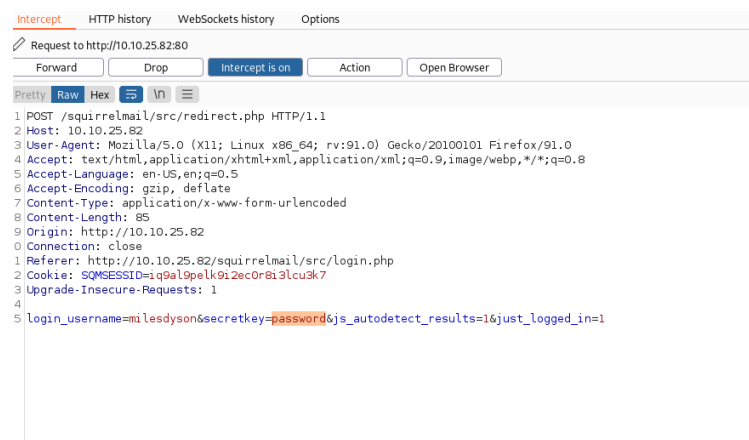 Intercept HTTP history WebSockets history Options
Request to http://10.10.25.82:80
Forward Drop Intercept is on Action Open Browser
Pretty Raw Hex \n
1 POST /squirrelmail/src/redirect.php HTTP/1.1
2 Host: 10.10.25.82
3 User-Agent: Mozilla/5.0 (X11; Linux x86_64; rv:91.0) Gecko/20100101 Firefox/91.0
4 Accept: text/html,application/xhtml+xml,application/xml;q=0.9,image/webp,*/*;q=0.8
5 Accept-Language: en-US,en;q=0.5
6 Accept-Encoding: gzip, deflate
7 Content-Type: application/x-www-form-urlencoded
8 Content-Length: 85
9 Origin: http://10.10.25.82
0 Connection: close
1 Referer: http://10.10.25.82/squirrelmail/src/login.php
2 Cookie: SQMSESSID=iq9al9pelk9i2ec0r8i3lcu3k7
3 Upgrade-Insecure-Requests: 1
4
5 login_username=milesdyson&secretkey=password&js_autodetect_results=1&just_logged_in=1